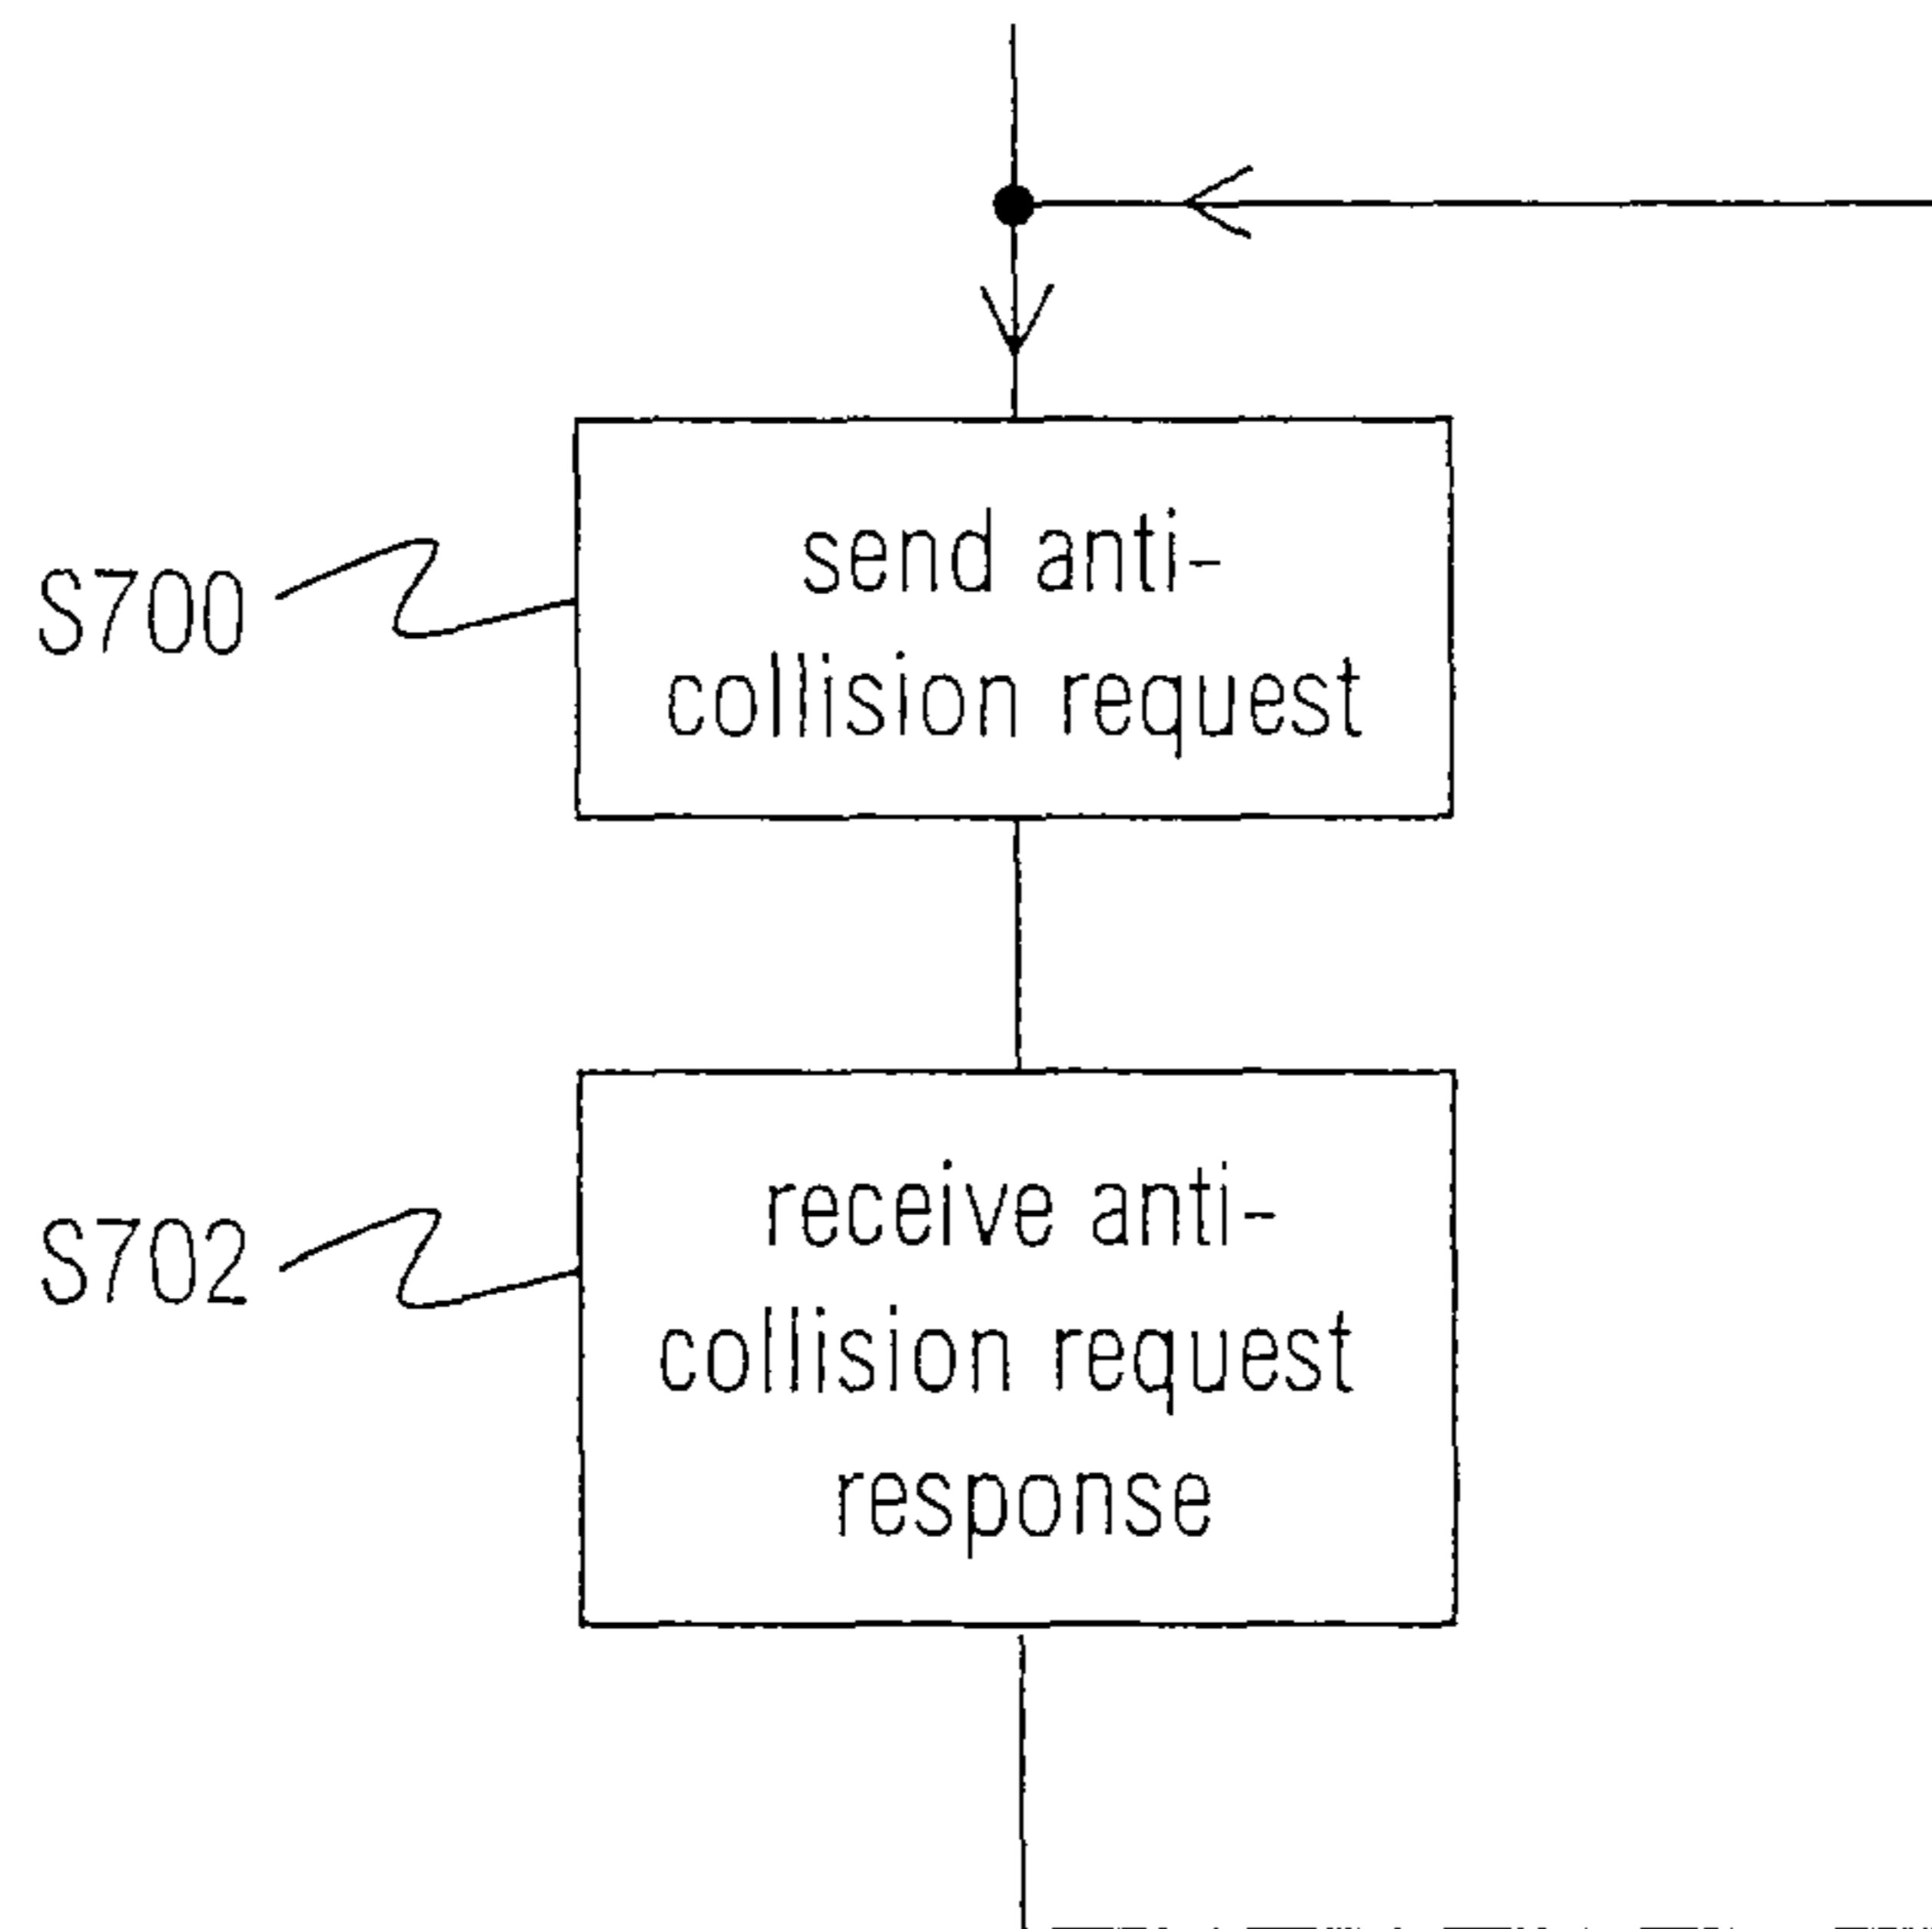 send anti-
collision request
S700
receive anti-
collision request
response
S702